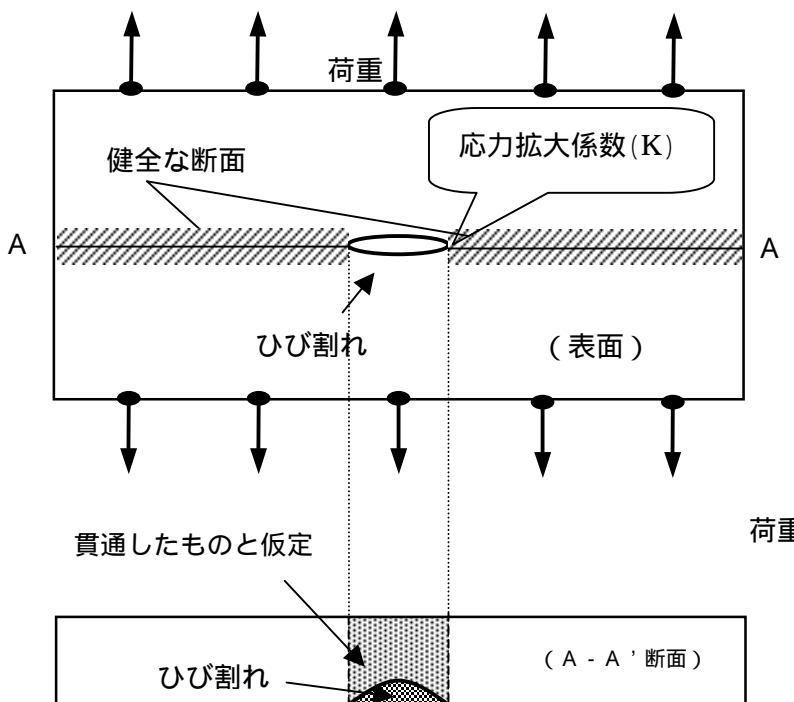 荷重
応力拡大係数(K)
健全な断面
A
A
ひび割れ
(表面)
荷重
貫通したものと仮定
(A-A'断面)
ひび割れ